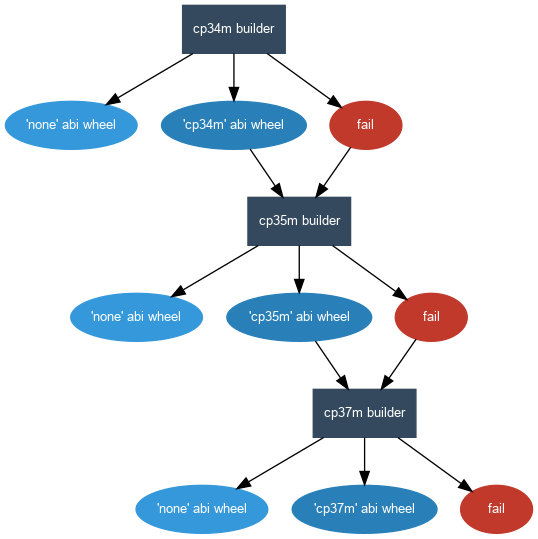 cp34m builder
'none' abi wheel
'cp34m' abi wheel
fail
cp35m builder
'none' abi wheel
'cp35m' abi wheel
fail
cp37m builder
'none' abi wheel
'cp37m' abi wheel
fail